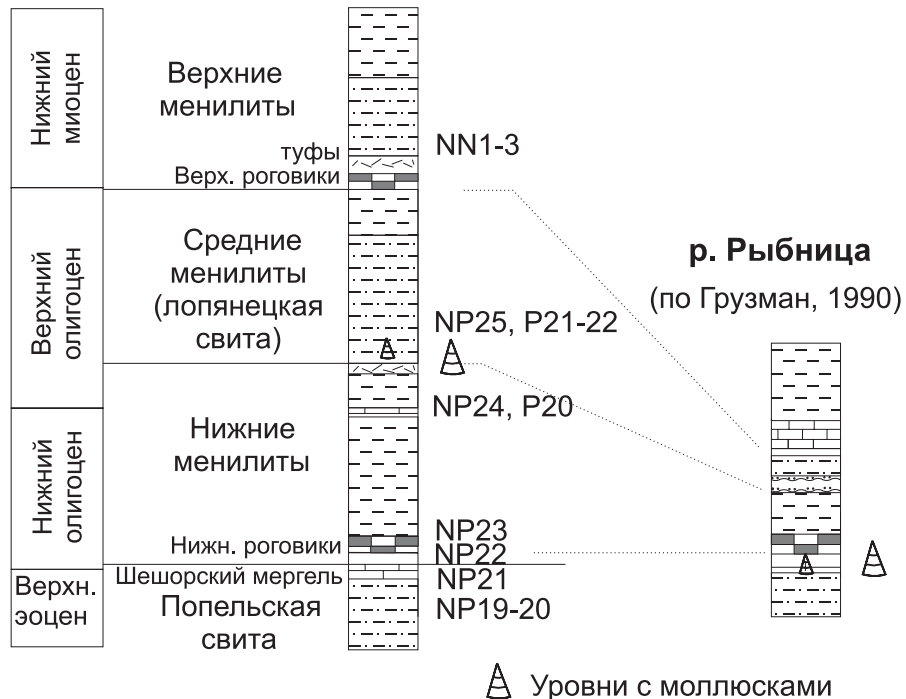 Нижний
миоцен
Верхний
олигоцен
Нижний
олигоцен
Верхн.
эоцен
Верхние
менилиты
туфы
Верх. роговики
Средние
менилиты
(лопянецкая
свита)
Нижние
менилиты
Нижн. роговики
Шешорский мергель
Попельская
свита
NN1-3
NP25, P21-22
NP24, P20
NP23
NP22
NP21
NP19-20
р. Рыбница
(по Грузман, 1990)
Уровни с моллюсками